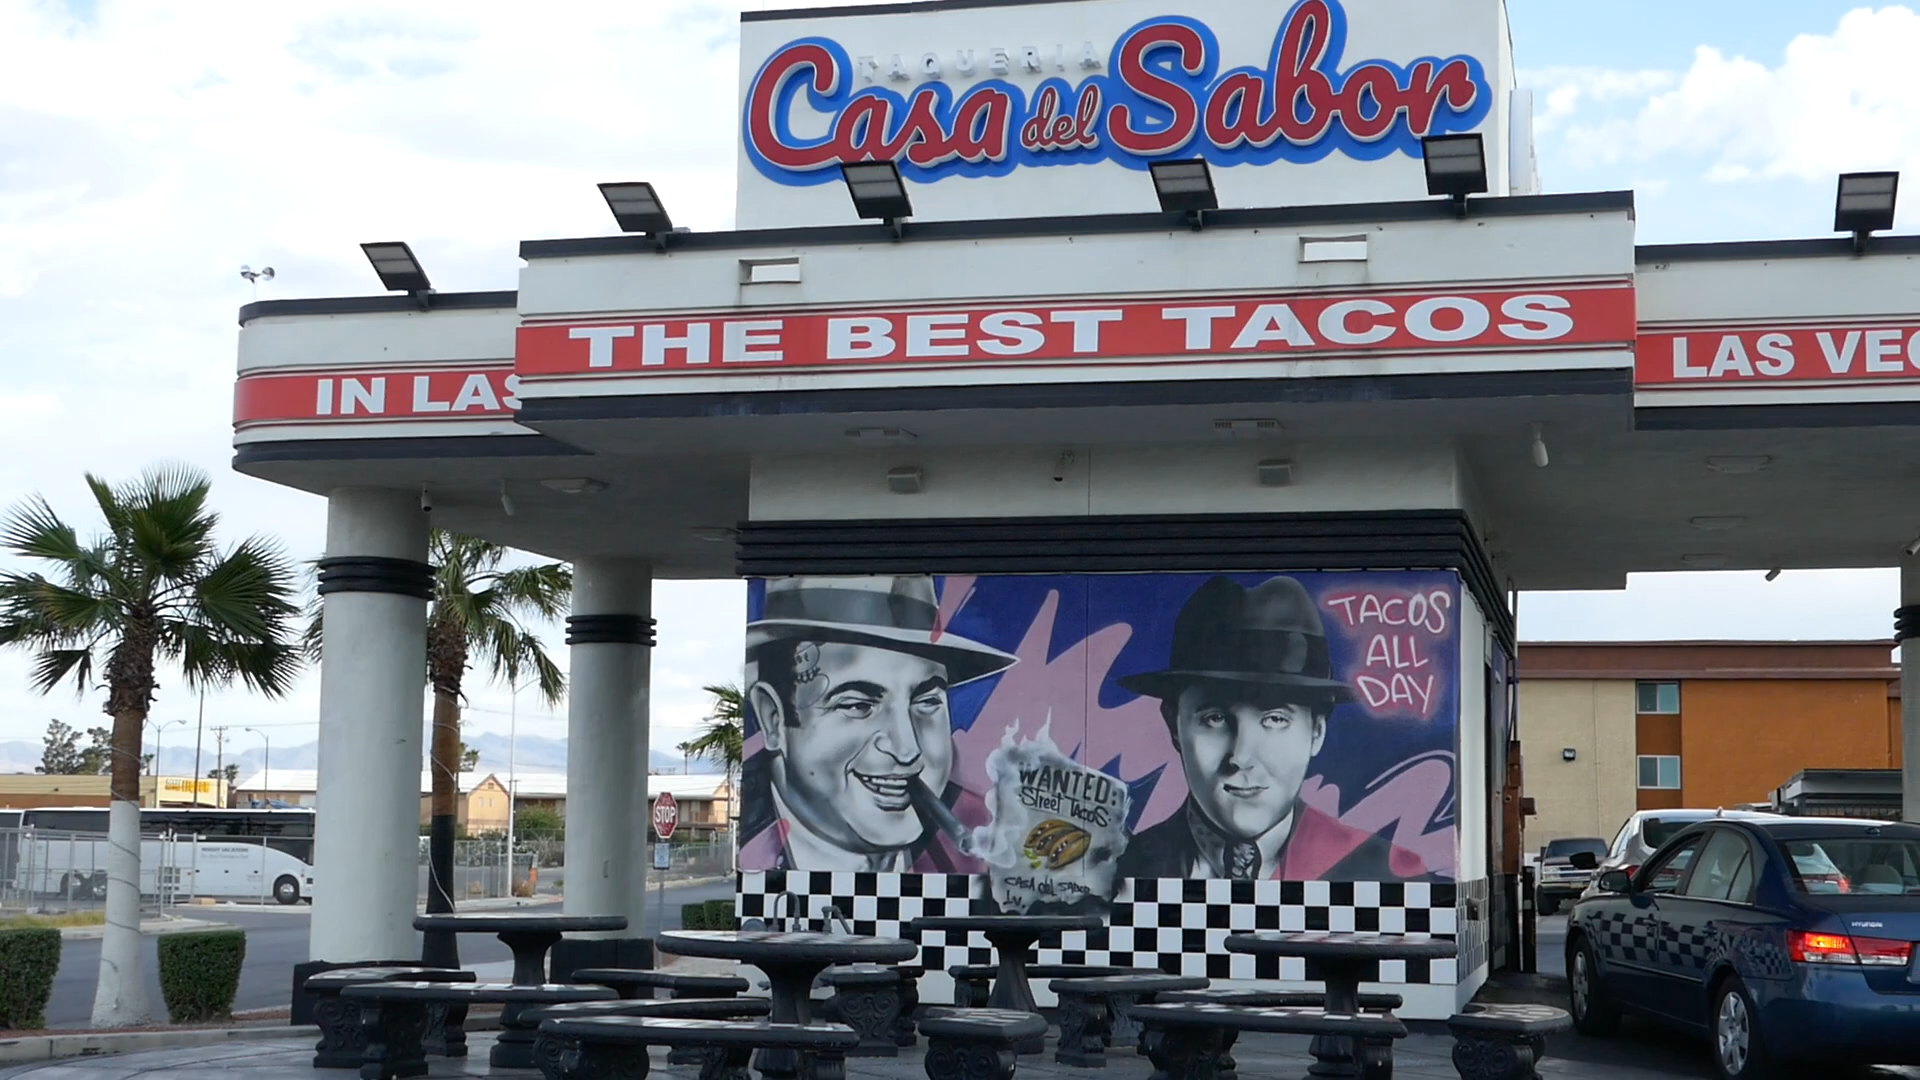 TAQUERIA
Casa del Sabor
IN LAS
THE BEST TACOS
LAS VEG
TACOS
ALL
DAY
WANTED:
Street TACOS
CASA del SABOR
LV.
STOP
HYUNDAI